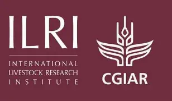 ILRI
INTERNATIONAL
LIVESTOCK RESEARCH
INSTITUTE
CGIAR